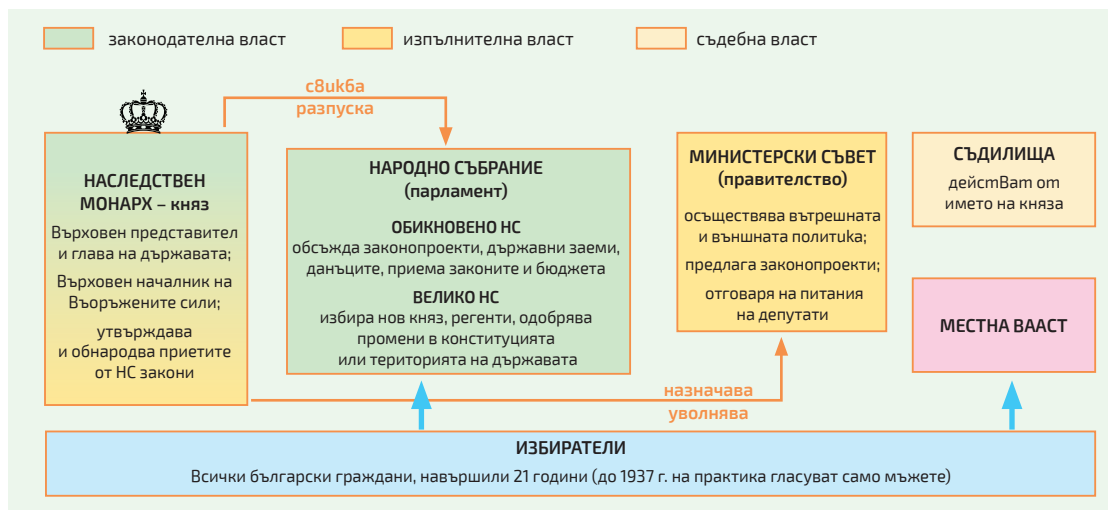 законодателна власт
изпълнителна власт
съдебна власт
свиква
разпуска
НАСЛЕДСТВЕН
МОНАРХ – княз
Върховен представител
и глава на държавата;
Върховен началник на
Въоръжените сили;
утвърждава
и обнародва приетите
от НС закони
НАРОДНО СЪБРАНИЕ
(парламент)
ОБИКНОВЕНО НС
обсъжда законопроекти, държавни заеми,
данъците, приема законите и бюджета
ВЕЛИКО НС
избира нов княз, регенти, одобрява
промени в конституцията
или територията на държавата
МИНИСТЕРСКИ СЪВЕТ
(правителство)
осъществява вътрешната
и външната политика;
предлага законопроекти;
отговаря на питания
на депутати
СЪДИЛИЩА
действат от
името на княза
МЕСТНА ВААСТ
назначава
уволнява
ИЗБИРАТЕЛИ
Всички български граждани, навършили 21 години (до 1937 г. на практика гласуват само мъжете)